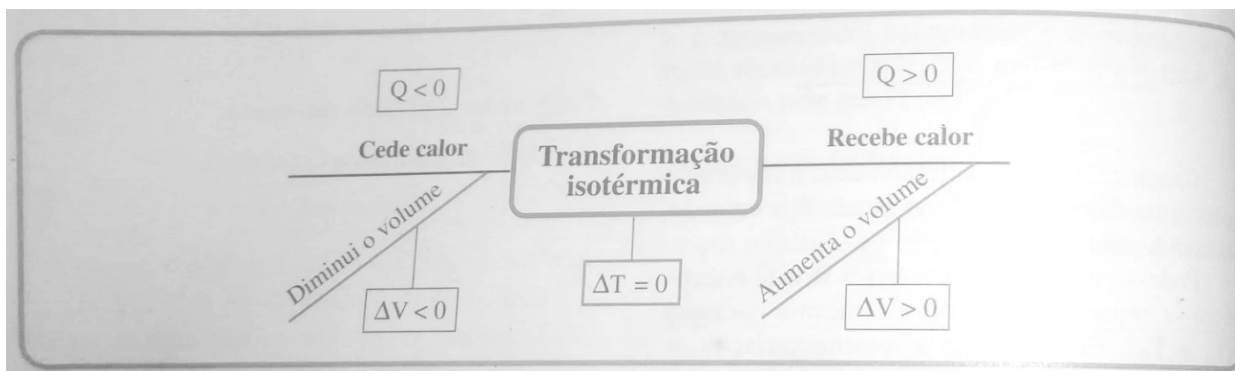 Q < 0
Q > 0
Cede calor
Transformação
isotérmica
Recebe calor
Diminui o volume
Aumenta o volume
ΔV < 0
ΔT = 0
ΔV > 0